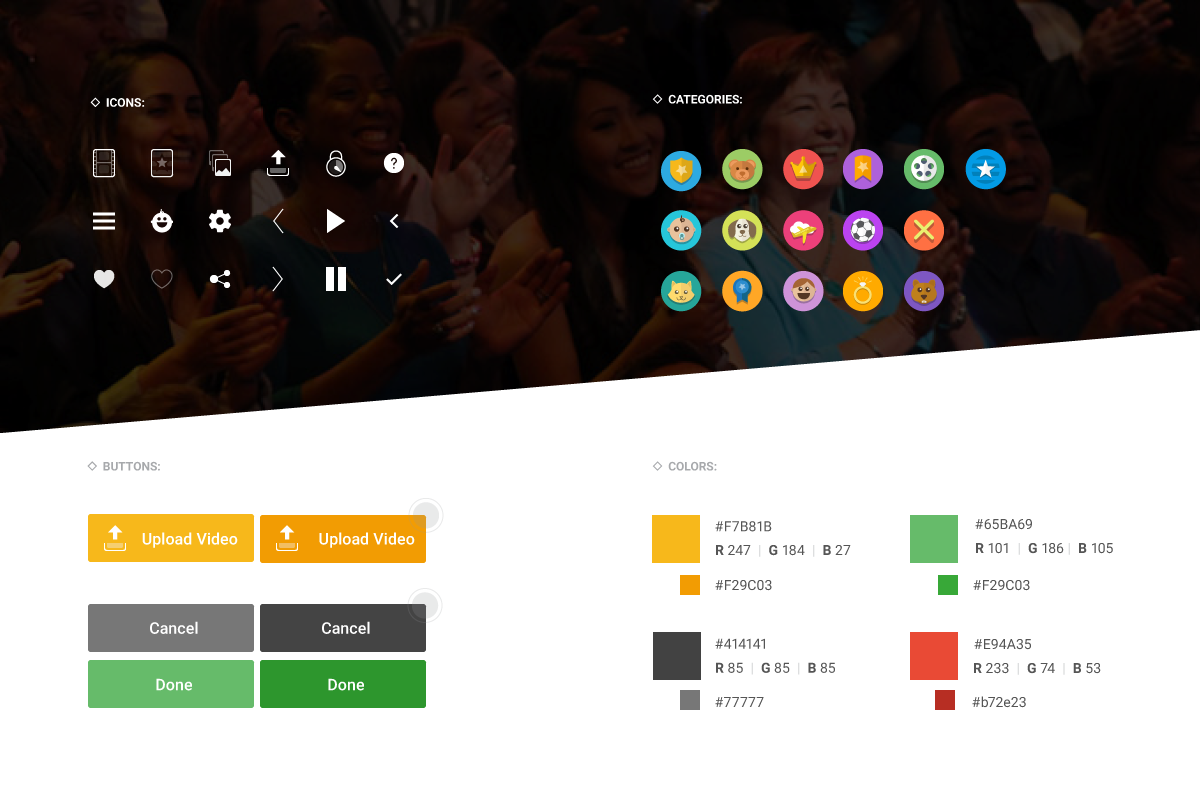 ICONS:
CATEGORIES:
?
BUTTONS:
COLORS:
Upload Video
Upload Video
Cancel
Cancel
Done
Done
#F7B81B
R 247 | G 184 | B 27
#F29C03
#65BA69
R 101 | G 186 | B 105
#F29C03
#414141
R 85 | G 85 | B 85
#77777
#E94A35
R 233 | G 74 | B 53
#b72e23